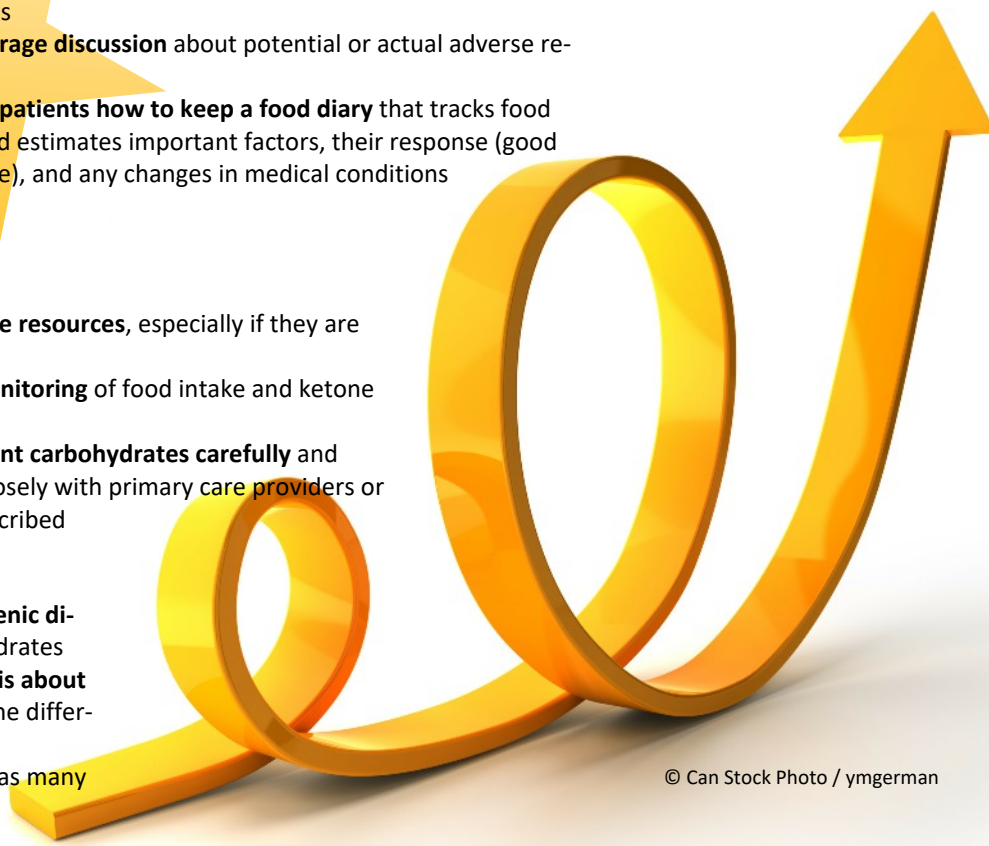 s
rage discussion about potential or actual adverse re-
patients how to keep a food diary that tracks food
d estimates important factors, their response (good
e), and any changes in medical conditions
e resources, especially if they are
nitoring of food intake and ketone
nt carbohydrates carefully and
osely with primary care providers or
cribed
enic di-
drates
is about
ne differ-
as many
© Can Stock Photo / ymgerman